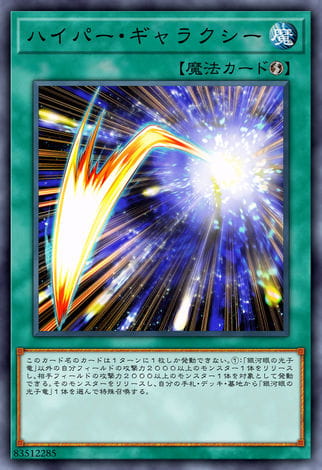 ハイパー・ギャラクシー 魔
【魔法カード】
このカード名のカードは1ターンに1枚しか発動できない。①:「銀河眼の光子
竜」以外の自分フィールドの攻撃力2000以上のモンスター1体をリリース
し、相手フィールドの攻撃力2000以上のモンスター1体を対象として発動
できる。そのモンスターをリリースし、自分の手札・デッキ・墓地から「銀河眼の
光子竜」1体を選んで特殊召喚する。
83512285